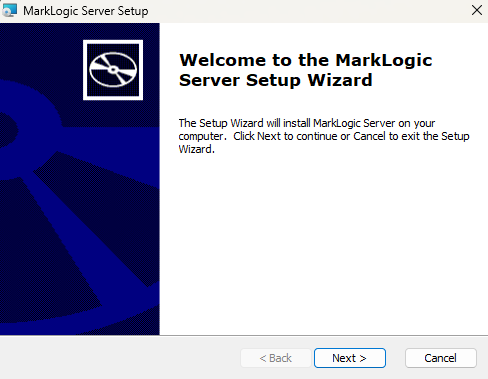 MarkLogic Server Setup
Welcome to the MarkLogic
Server Setup Wizard
The Setup Wizard will install MarkLogic Server on your
computer.  Click Next to continue or Cancel to exit the Setup
Wizard.
< Back
Next >
Cancel